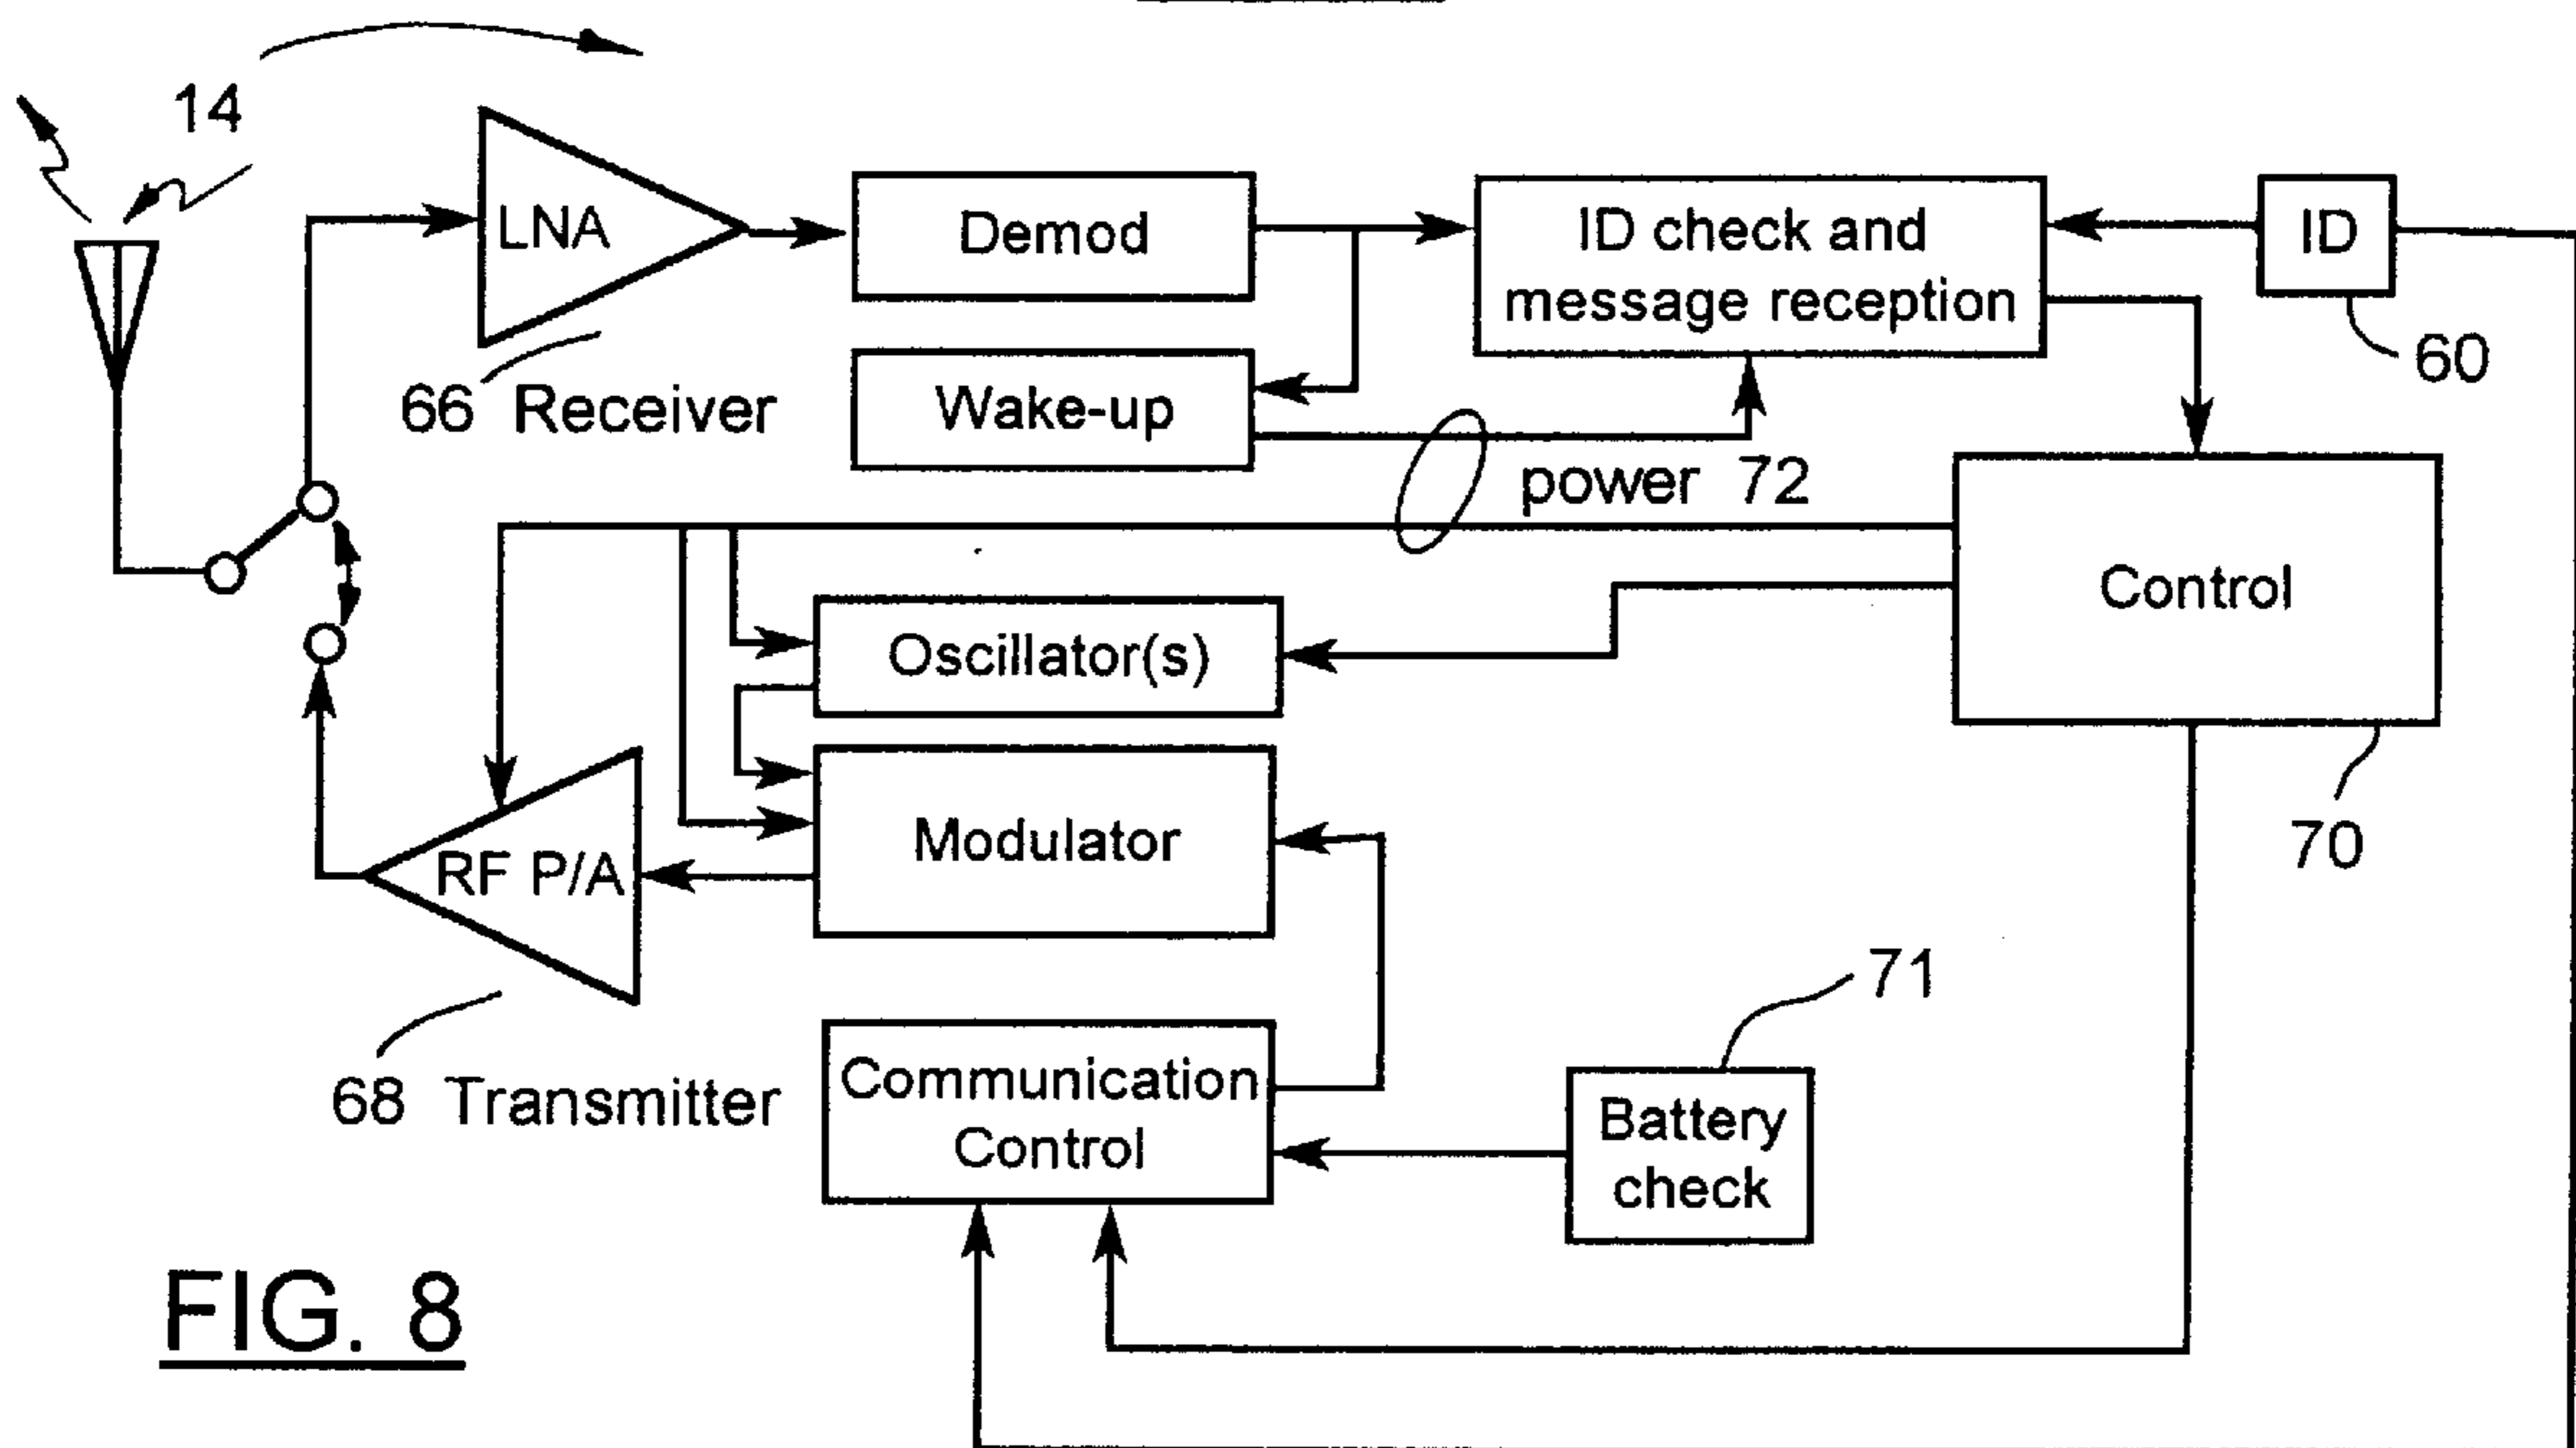 14
LNA
Demod
ID check and
message reception
ID
60
66 Receiver
Wake-up
power 72
Control
70
Oscillator(s)
Modulator
RF P/A
68 Transmitter
Communication
Control
71
Battery
check
FIG. 8